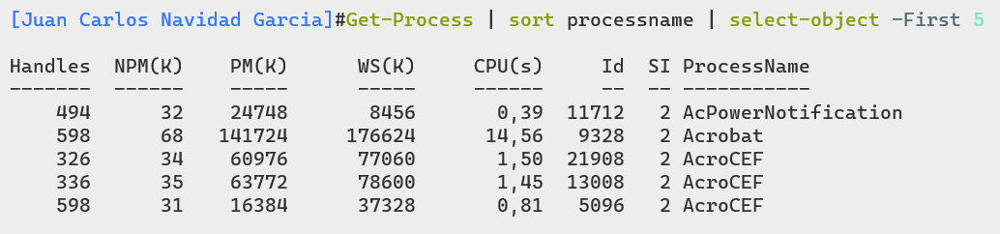 [Juan Carlos Navidad Garcia]#Get-Process | sort processname | select-object -First 5
Handles  NPM(K)    PM(K)      WS(K)     CPU(s)     Id  SI ProcessName
-------  ------    -----      -----     ------     --  -- -----------
    494      32    24748       8456       0,39  11712   2 AcPowerNotification
    598      68   141724     176624      14,56   9328   2 Acrobat
    326      34    60976      77060       1,50  21908   2 AcroCEF
    336      35    63772      78600       1,45  13008   2 AcroCEF
    598      31    16384      37328       0,81   5096   2 AcroCEF